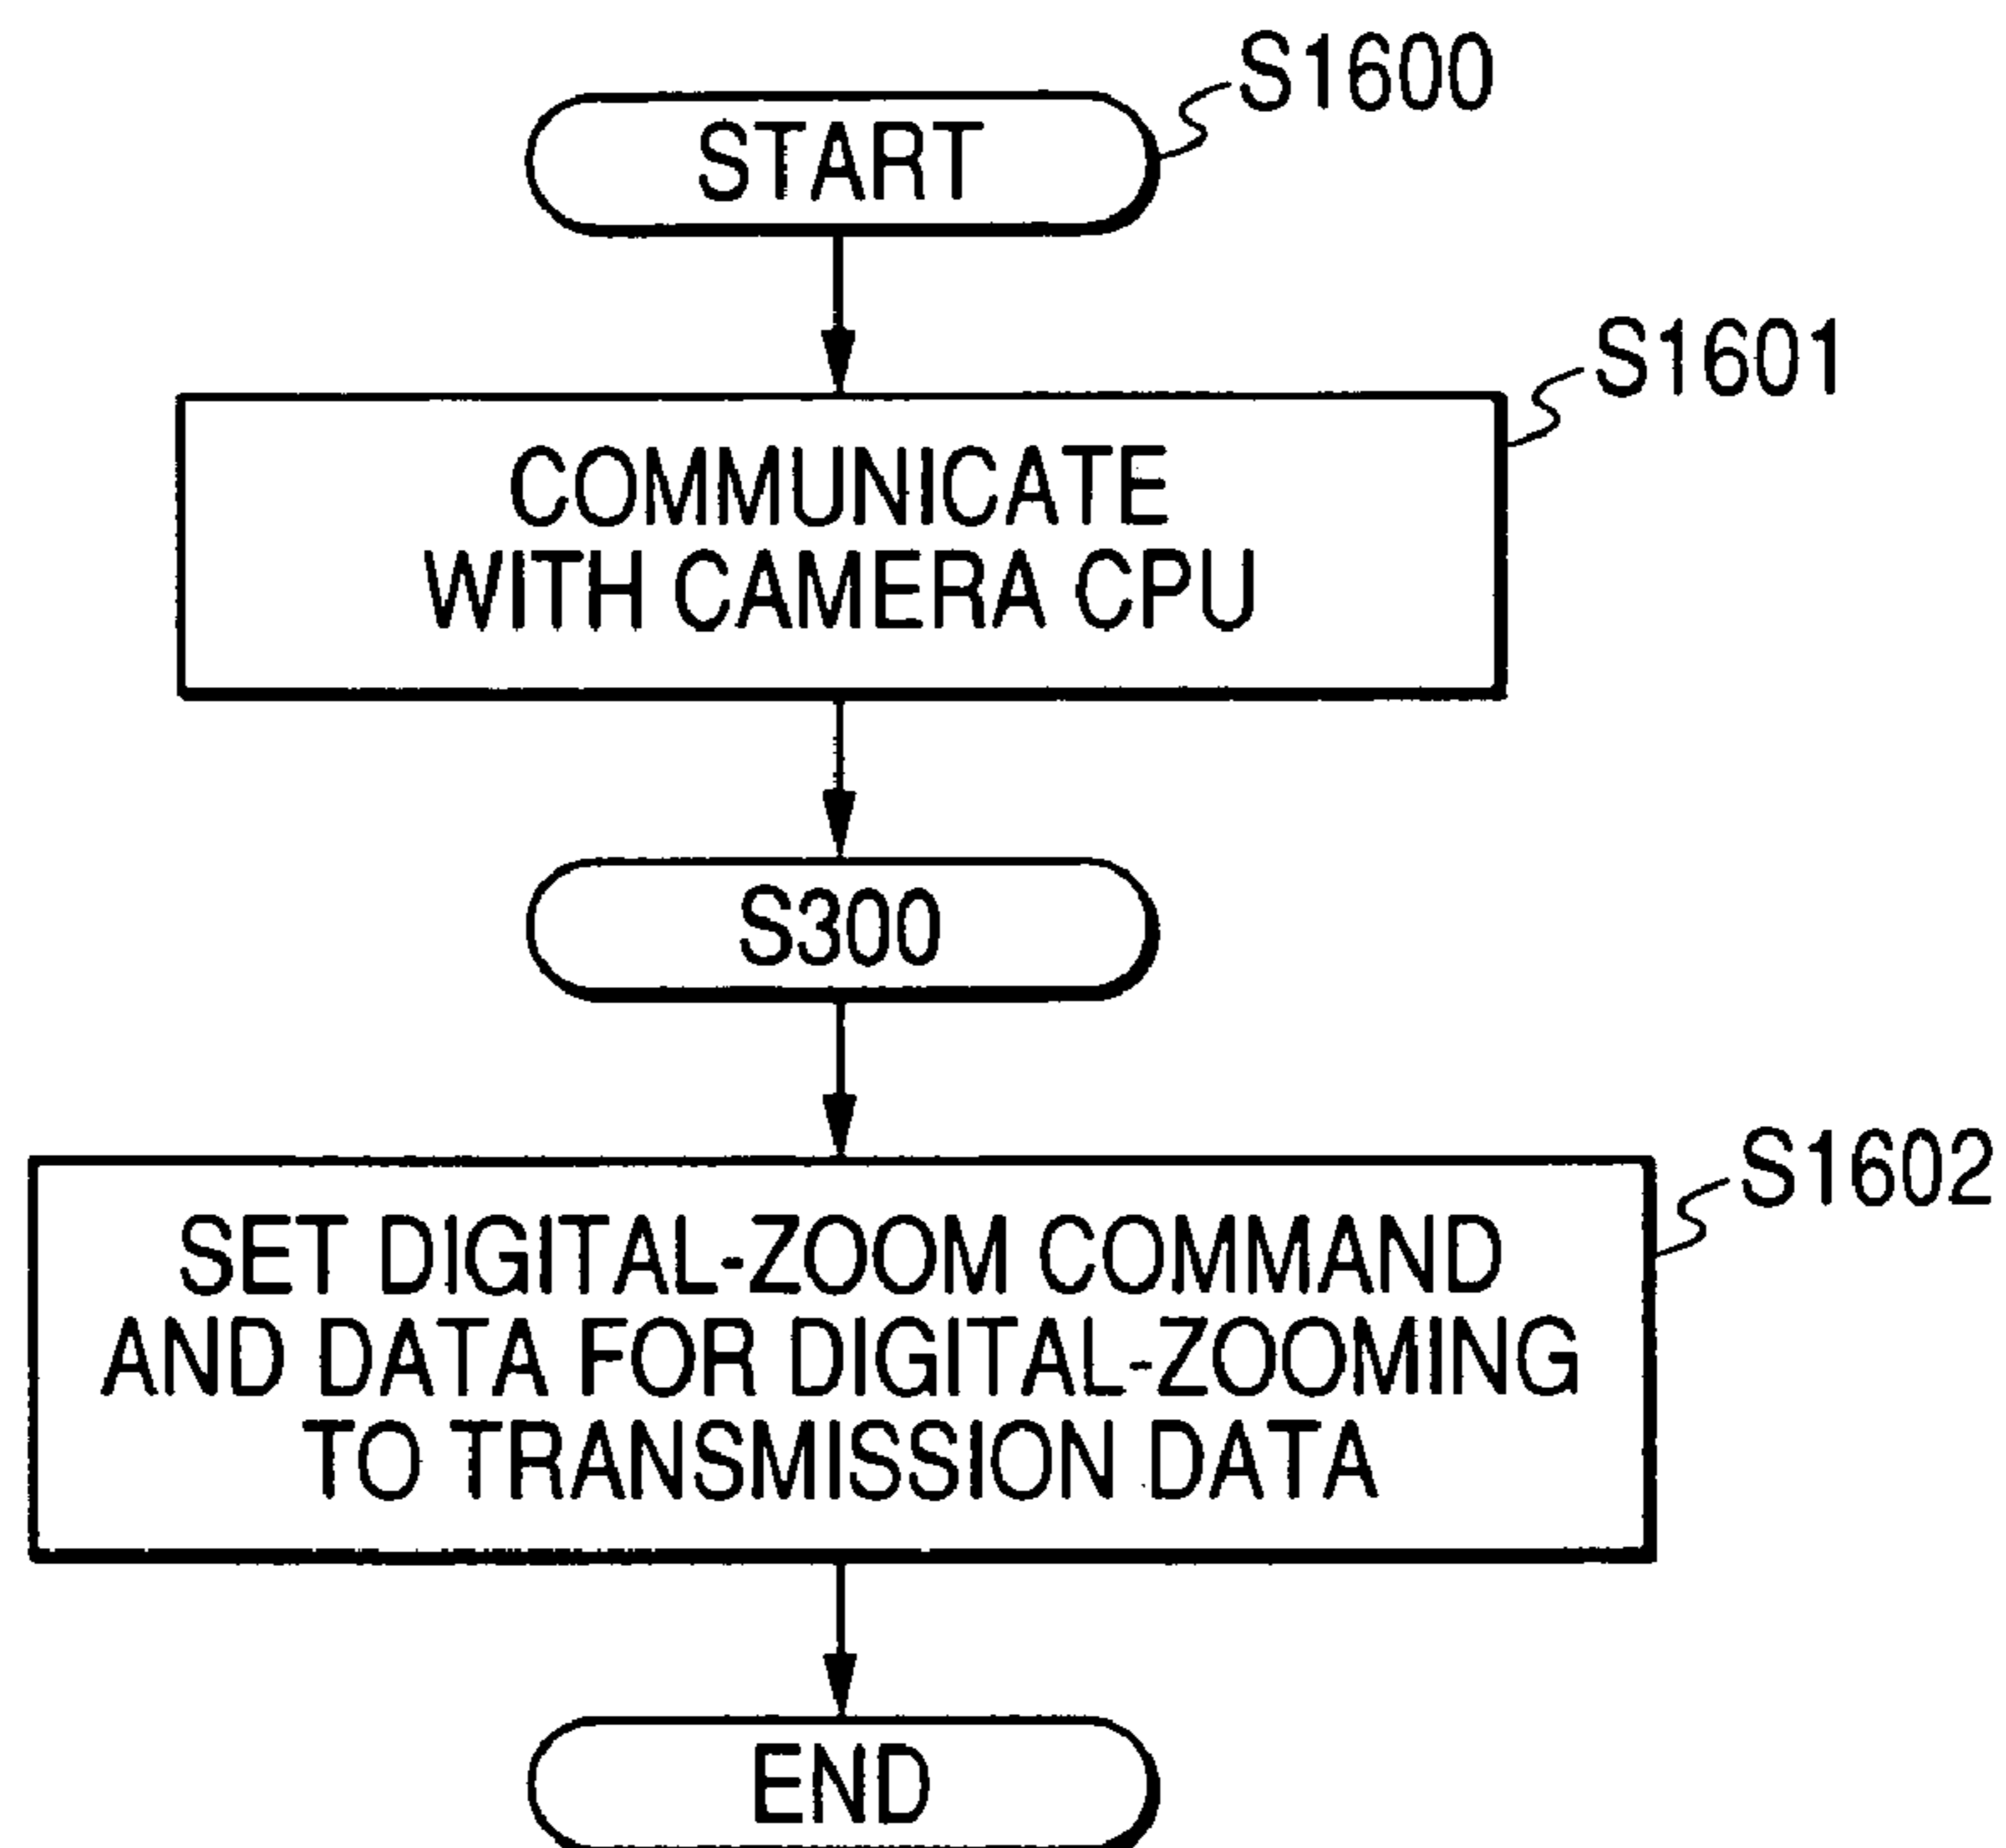 S1600
START
S1601
COMMUNICATE
WITH CAMERA CPU
S300
S1602
SET DIGITAL-ZOOM COMMAND
AND DATA FOR DIGITAL-ZOOMING
TO TRANSMISSION DATA
END